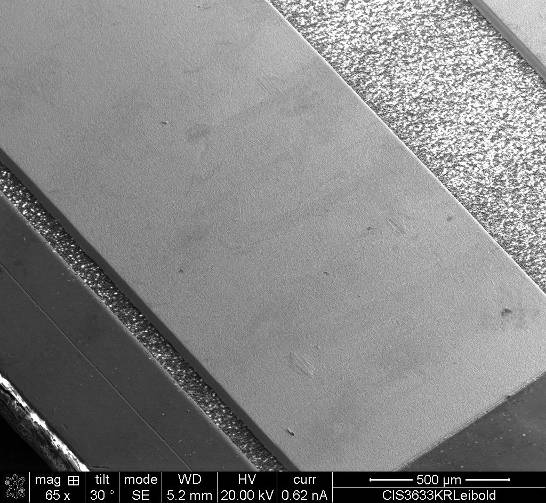 mag tilt mode WD HV curr
65 x 30 ° SE 5.2 mm 20.00 kV 0.62 nA
500 µm
CIS3633KRLeibold